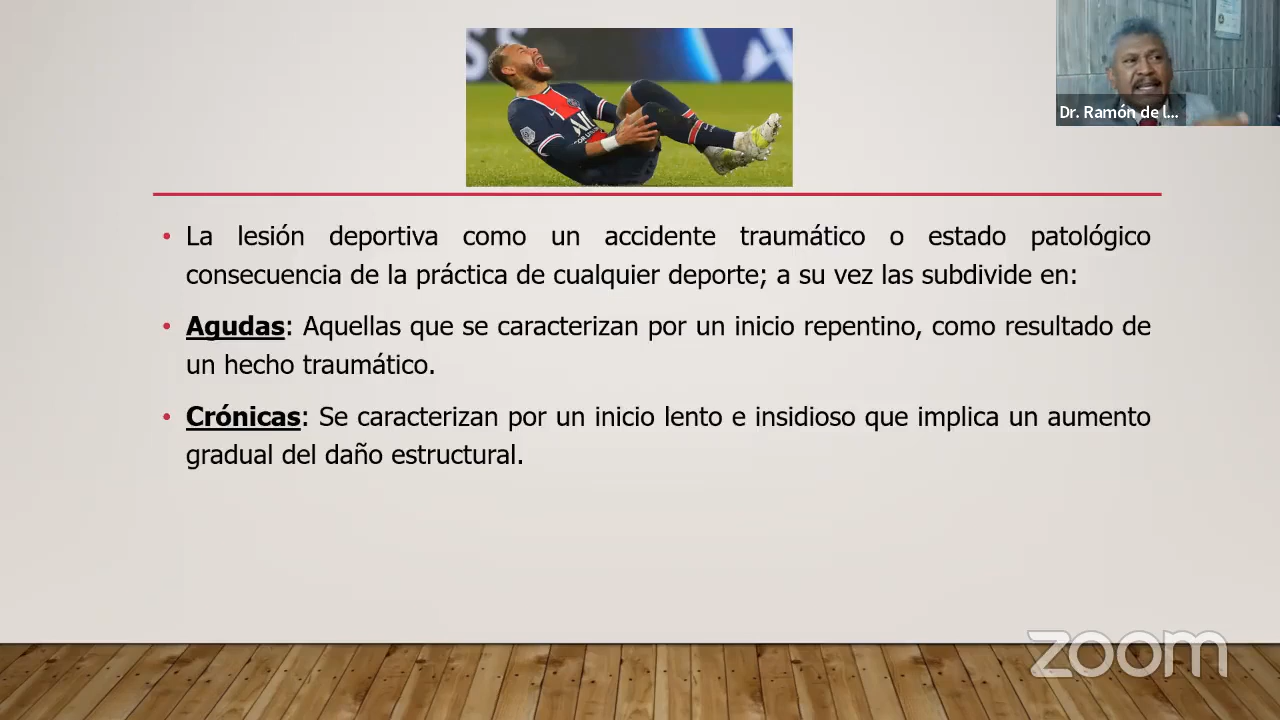 Dr. Ramón de l...
• La lesión deportiva como un accidente traumático o estado patológico
consecuencia de la práctica de cualquier deporte; a su vez las subdivide en:
• Agudas: Aquellas que se caracterizan por un inicio repentino, como resultado de
un hecho traumático.
• Crónicas: Se caracterizan por un inicio lento e insidioso que implica un aumento
gradual del daño estructural.
zoom